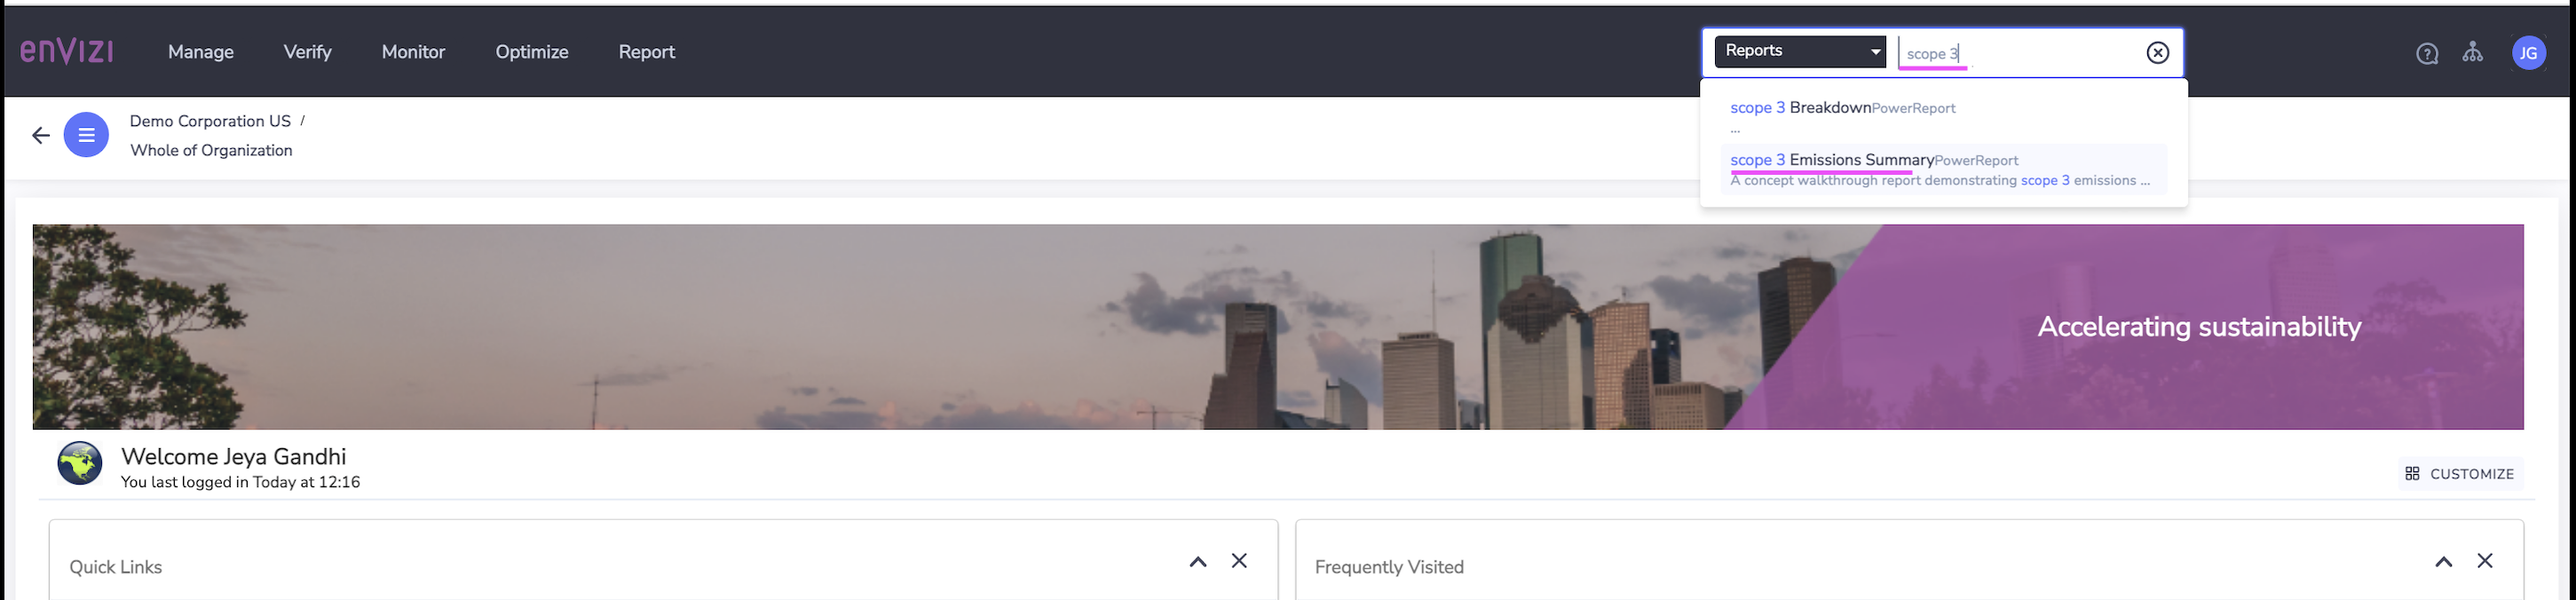 enVIZI
Manage
Verify
Monitor
Optimize
Report
Reports
scope 3
JG
scope 3 BreakdownPowerReport
...
scope 3 Emissions SummaryPowerReport
A concept walkthrough report demonstrating scope 3 emissions ...
Demo Corporation US /
Whole of Organization
Accelerating sustainability
Welcome Jeya Gandhi
You last logged in Today at 12:16
CUSTOMIZE
Quick Links
Frequently Visited